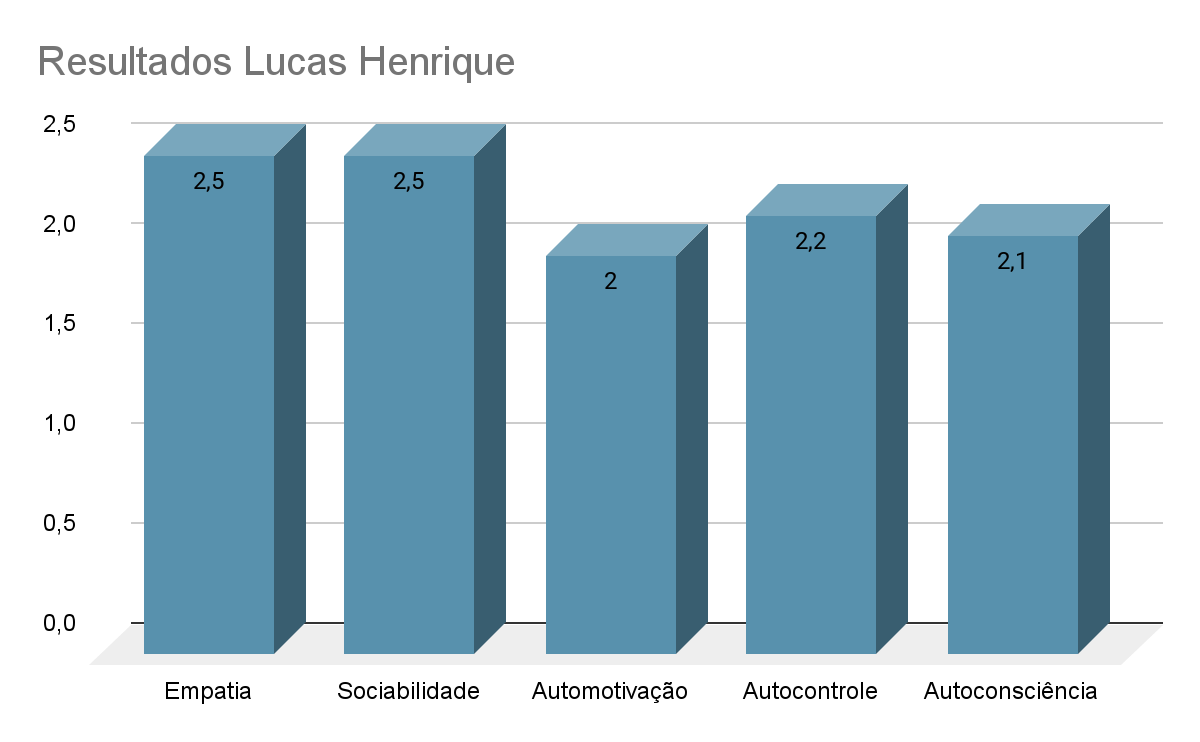 Resultados Lucas Henrique
2,5
2,0
1,5
1,0
0,5
0,0
2,5
2,5
2
2,2
2,1
Empatia
Sociabilidade
Automotivação
Autocontrole
Autoconsciência